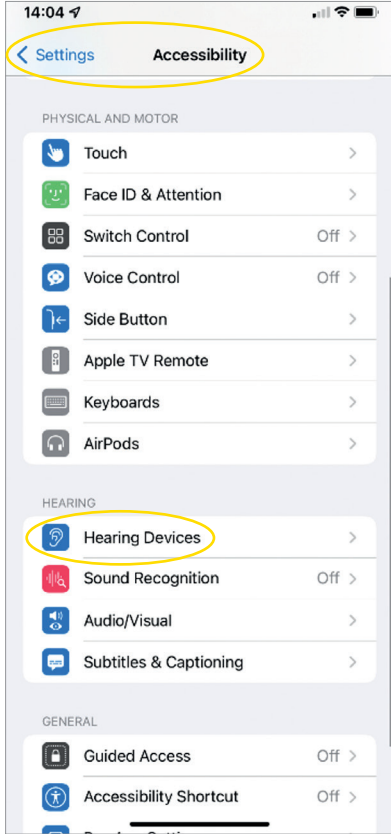 14:04
Settings Accessibility
PHYSICAL AND MOTOR
Touch
Face ID & Attention
Switch Control Off
Voice Control Off
Side Button
Apple TV Remote
Keyboards
AirPods
HEARING
Hearing Devices
Sound Recognition Off
Audio/Visual
Subtitles & Captioning
GENERAL
Guided Access Off
Accessibility Shortcut Off